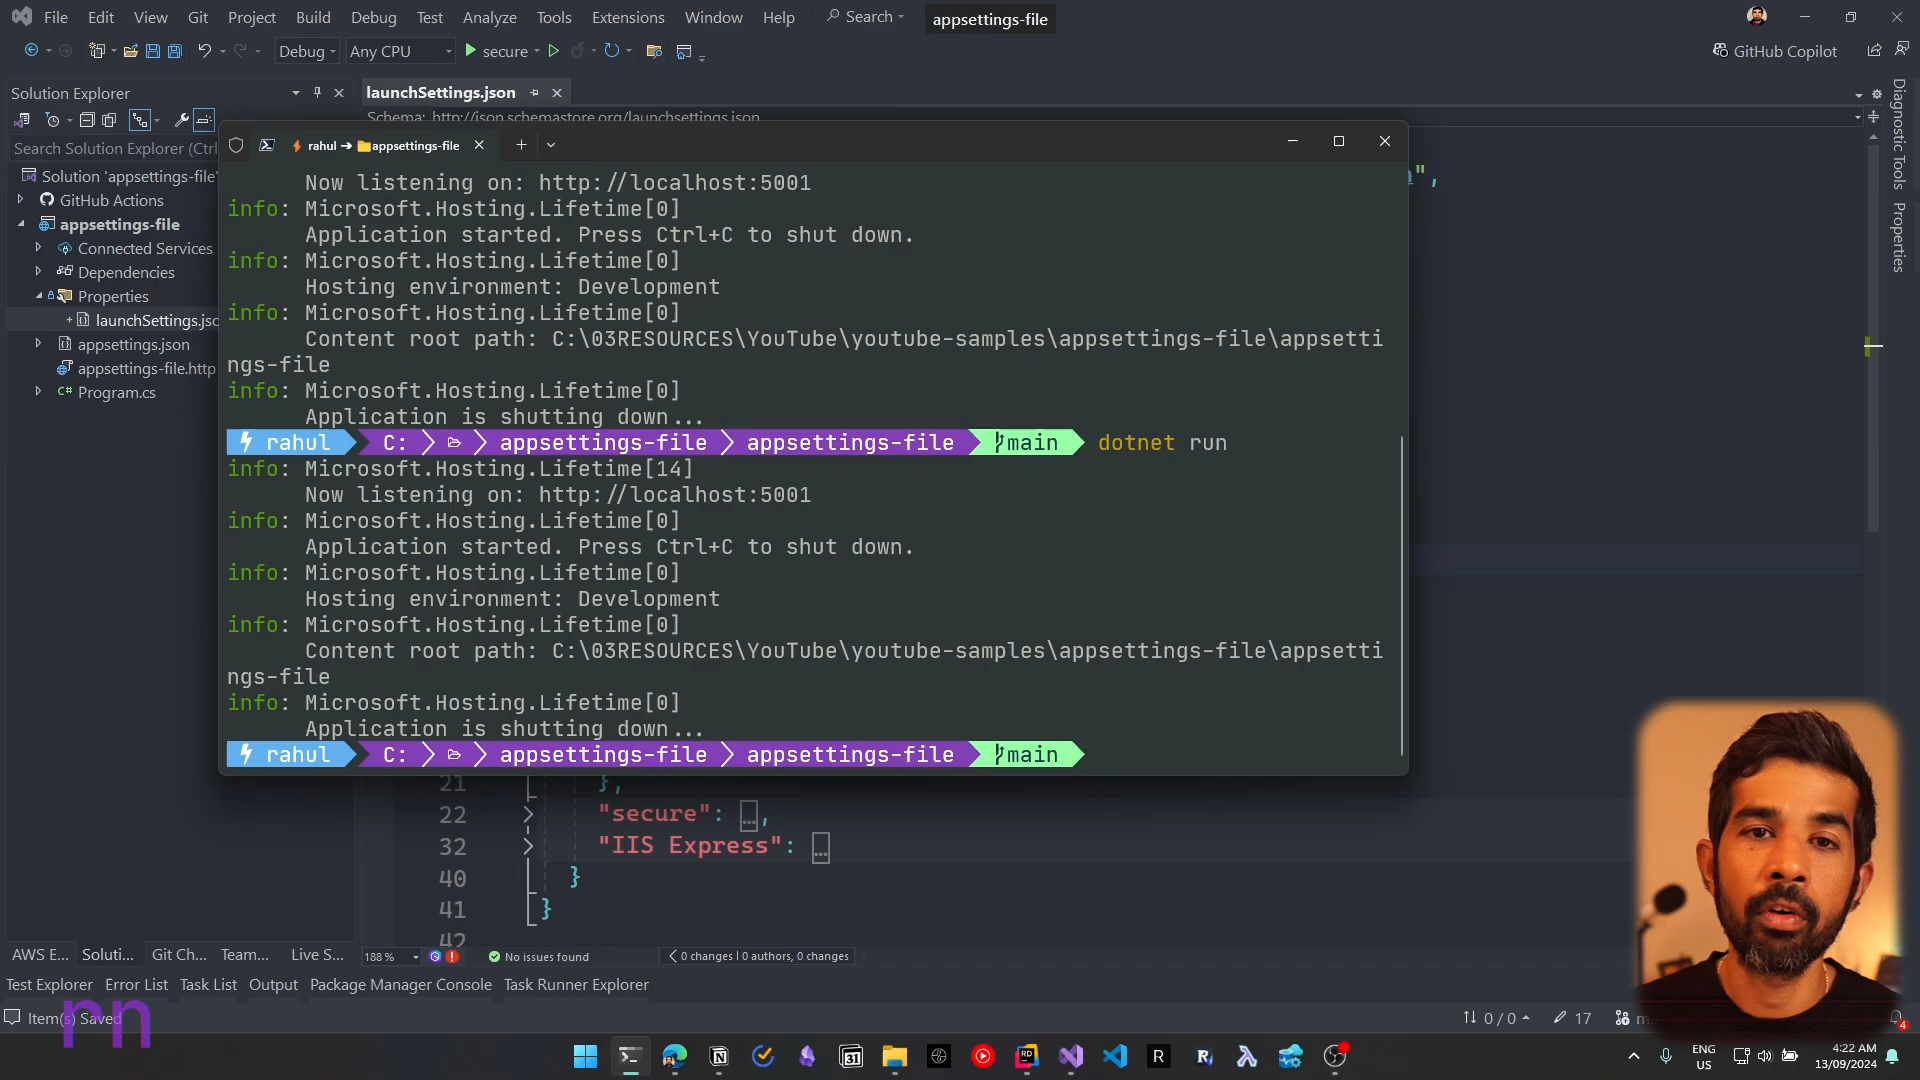 File Edit View Git Project Build Debug Test Analyze Tools Extensions Window Help Search appsettings-file
Debug Any CPU secure GitHub Copilot
Solution Explorer
launchSettings.json
Schema: http://json.schemastore.org/launchsettings.json
Search Solution Explorer (Ctrl
Solution 'appsettings-file'
GitHub Actions
appsettings-file
Connected Services
Dependencies
Properties
launchSettings.jso
appsettings.json
appsettings-file.http
C# Program.cs
rahul ➔ appsettings-file
",
Now listening on: http://localhost:5001
info: Microsoft.Hosting.Lifetime[0]
Application started. Press Ctrl+C to shut down.
info: Microsoft.Hosting.Lifetime[0]
Hosting environment: Development
info: Microsoft.Hosting.Lifetime[0]
Content root path: C:\03RESOURCES\YouTube\youtube-samples\appsettings-file\appsetti
ngs-file
info: Microsoft.Hosting.Lifetime[0]
Application is shutting down...
rahul C: appsettings-file appsettings-file main dotnet run
info: Microsoft.Hosting.Lifetime[14]
Now listening on: http://localhost:5001
info: Microsoft.Hosting.Lifetime[0]
Application started. Press Ctrl+C to shut down.
info: Microsoft.Hosting.Lifetime[0]
Hosting environment: Development
info: Microsoft.Hosting.Lifetime[0]
Content root path: C:\03RESOURCES\YouTube\youtube-samples\appsettings-file\appsetti
ngs-file
info: Microsoft.Hosting.Lifetime[0]
Application is shutting down...
rahul C: appsettings-file appsettings-file main
21 },
22 "secure": ...,
32 "IIS Express": ...
40 }
41 }
42
Diagnostic Tools
Properties
AWS E... Soluti... Git Ch... Team... Live S...
188 % No issues found 0 changes | 0 authors, 0 changes
Test Explorer Error List Task List Output Package Manager Console Task Runner Explorer
Item(s) Saved
rn
0 / 0 17 m
4
31
RD
R
R
ENG
US
4:22 AM
13/09/2024